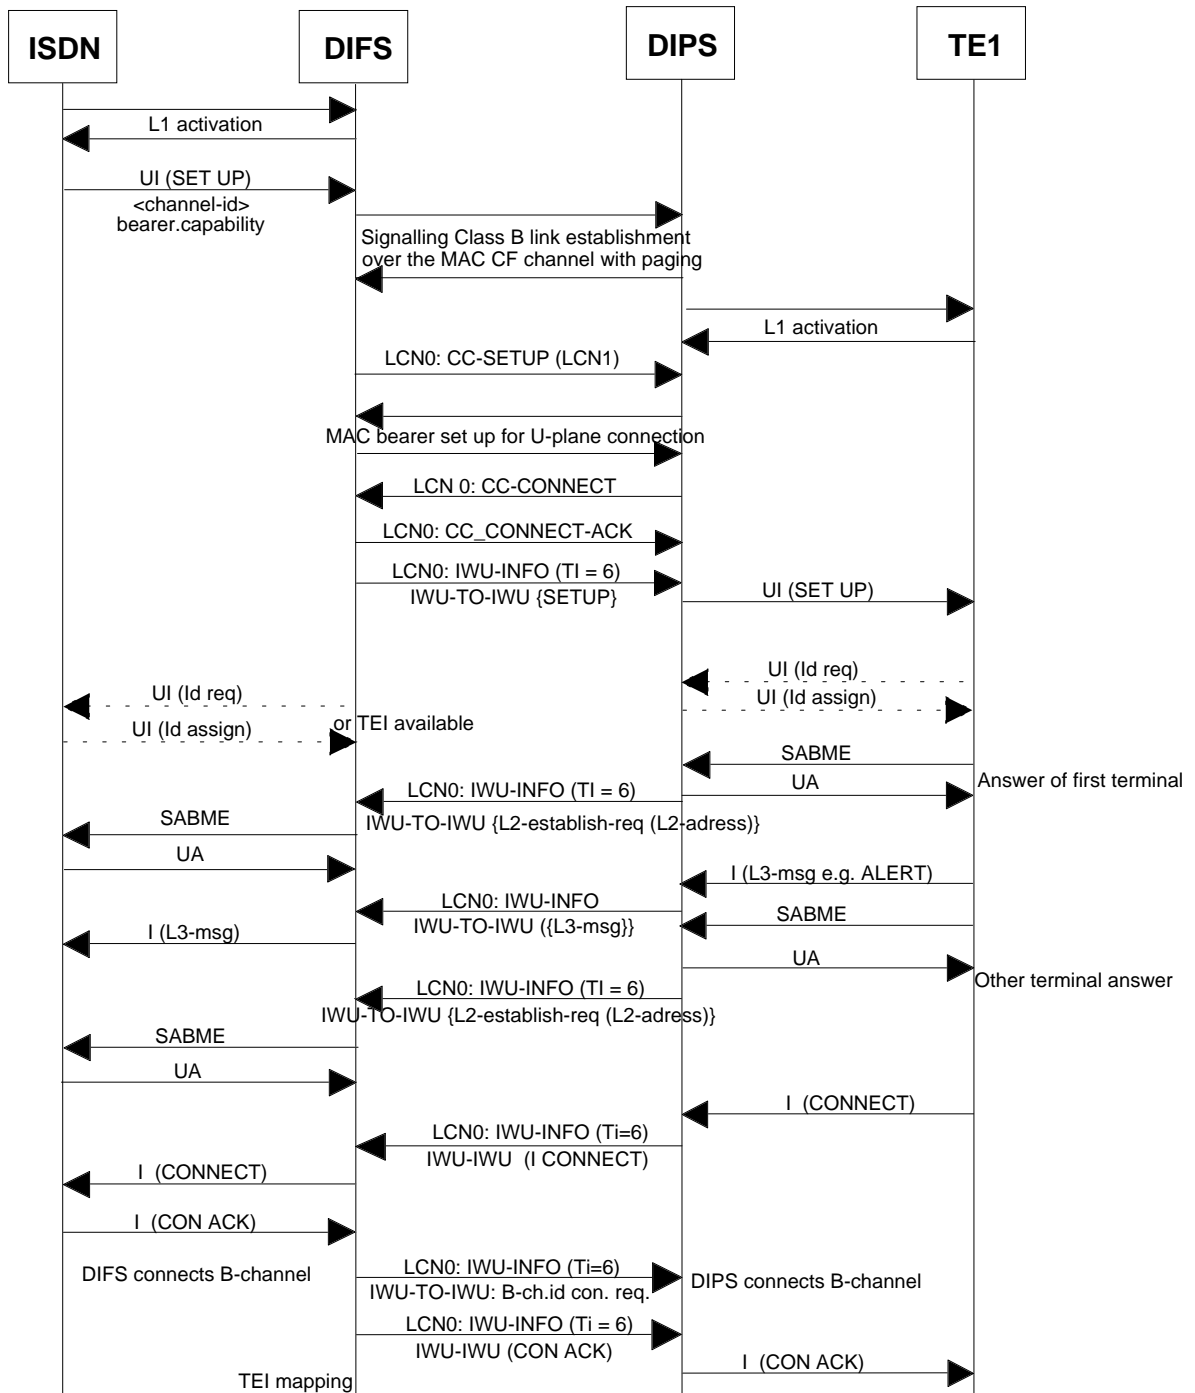 ISDN
DIFS
DIPS
TE1
L1 activation
UI (SET UP)
<channel-id>
bearer.capability
Signalling Class B link establishment
over the MAC CF channel with paging
L1 activation
LCN0: CC-SETUP (LCN1)
MAC bearer set up for U-plane connection
LCN 0: CC-CONNECT
LCN0: CC_CONNECT-ACK
LCN0: IWU-INFO (TI = 6)
IWU-TO-IWU {SETUP}
UI (SET UP)
UI (Id req)
UI (Id req)
UI (Id assign)
or TEI available
UI (Id assign)
SABME
UA
Answer of first terminal
LCN0: IWU-INFO (TI = 6)
IWU-TO-IWU {L2-establish-req (L2-adress)}
SABME
UA
I (L3-msg e.g. ALERT)
LCN0: IWU-INFO
IWU-TO-IWU ({L3-msg}}
SABME
I (L3-msg)
UA
Other terminal answer
LCN0: IWU-INFO (TI = 6)
IWU-TO-IWU {L2-establish-req (L2-adress)}
SABME
UA
I (CONNECT)
LCN0: IWU-INFO (Ti=6)
IWU-IWU (I CONNECT)
I (CONNECT)
I (CON ACK)
DIFS connects B-channel
LCN0: IWU-INFO (Ti=6)
IWU-TO-IWU: B-ch.id con. req.
DIPS connects B-channel
LCN0: IWU-INFO (Ti = 6)
IWU-IWU (CON ACK)
I (CON ACK)
TEI mapping